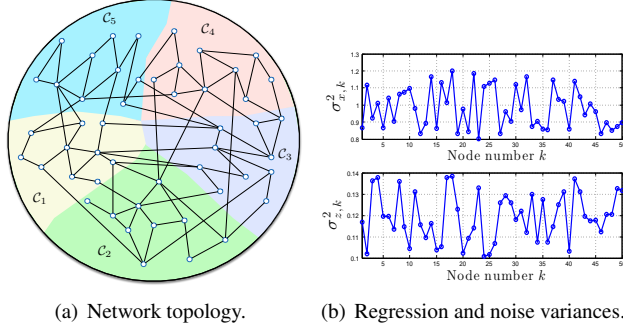 C₅
C₄
C₃
C₁
C₂
(a) Network topology.
σ²ₓ,ₖ
1.3
1.2
1.1
1
0.9
0.8
5 10 15 20 25 30 35 40 45 50
Node number k
σ²_z,ₖ
0.14
0.13
0.12
0.11
0.1
5 10 15 20 25 30 35 40 45 50
Node number k
(b) Regression and noise variances.